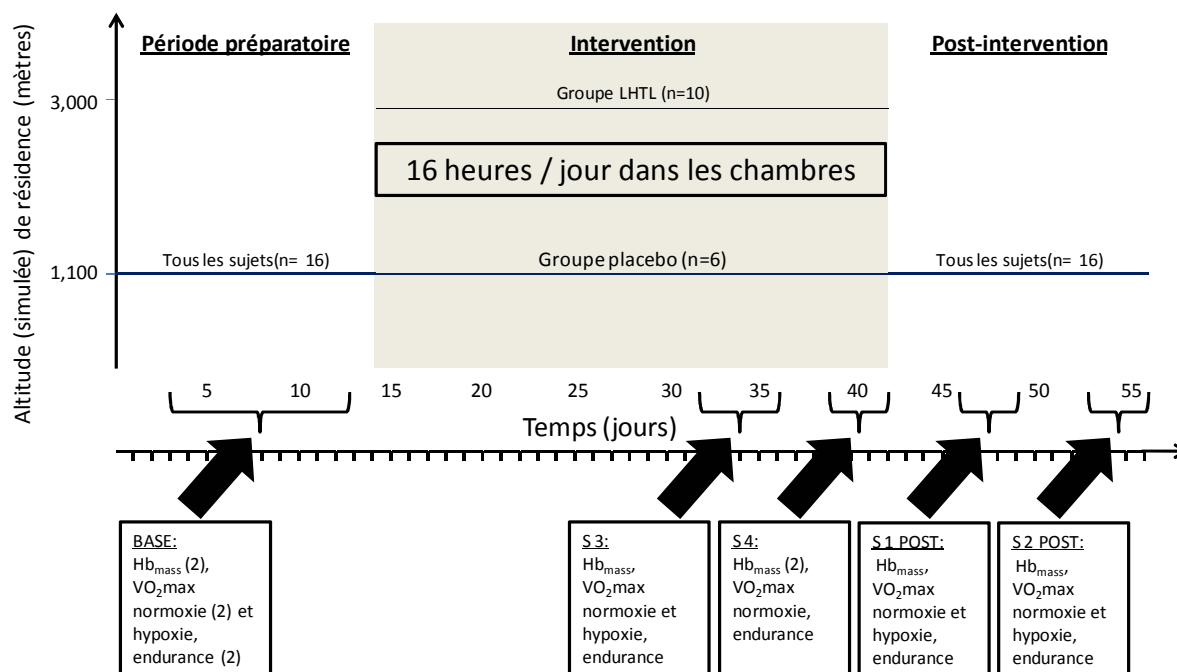 Période préparatoire
Intervention
Post-intervention
Altitude (simulée) de résidence (mètres)
3,000
Groupe LHTL (n=10)
16 heures / jour dans les chambres
1,100
Tous les sujets(n= 16)
Groupe placebo (n=6)
Tous les sujets(n= 16)
5 10 15 20 25 30 35 40 45 50 55
Temps (jours)
BASE:
Hbmass (2),
VO2max
normoxie (2) et
hypoxie,
endurance (2)
S 3:
Hbmass,
VO2max
normoxie et
hypoxie,
endurance
S4:
Hbmass (2),
VO2max
normoxie,
endurance
S1 POST:
Hbmass,
VO2max
normoxie et
hypoxie,
endurance
S2 POST:
Hbmass,
VO2max
normoxie et
hypoxie,
endurance